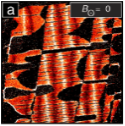 a
B⊙ = 0